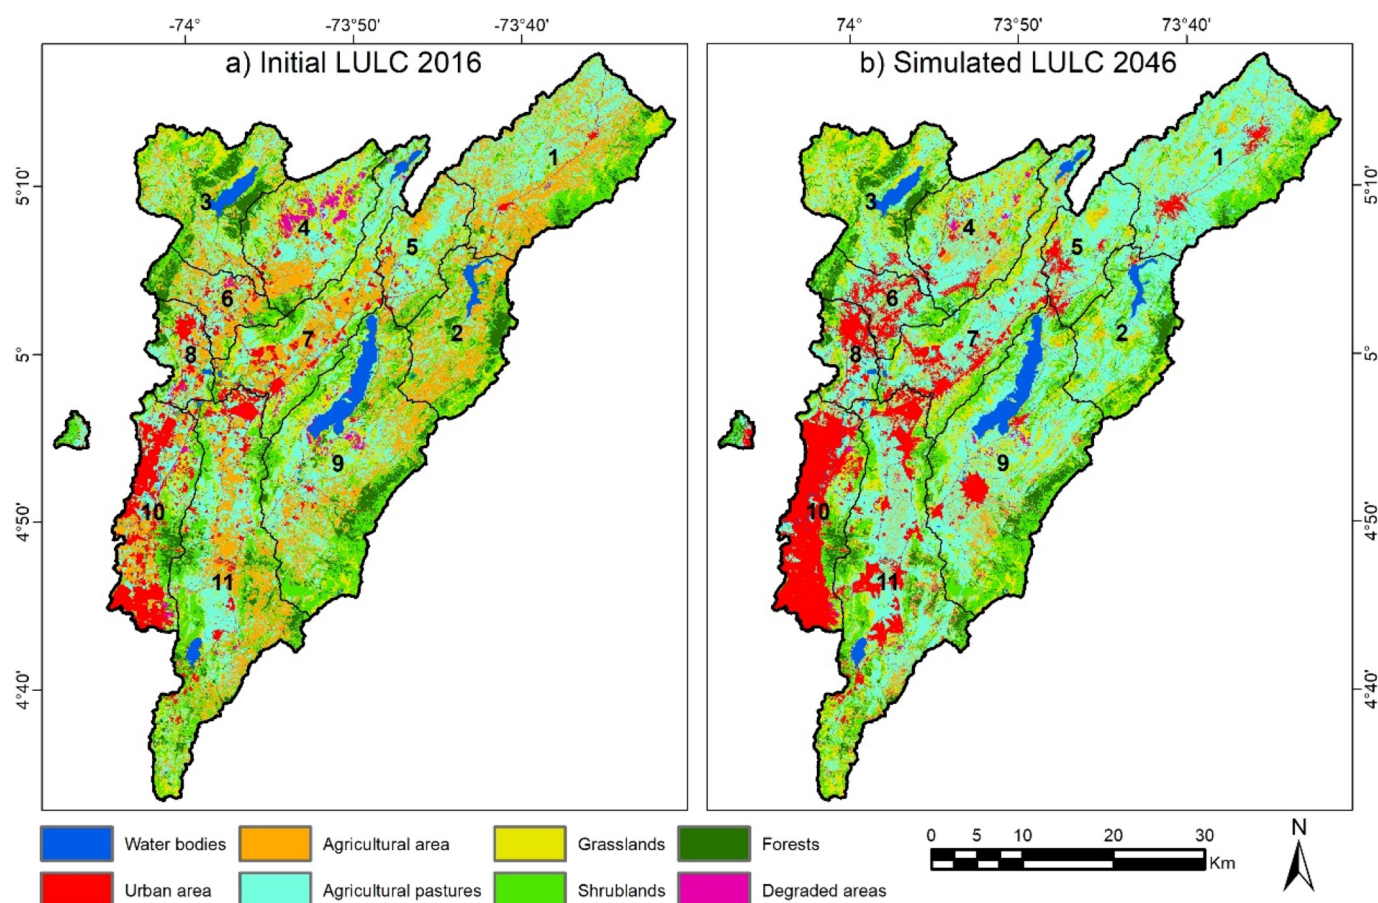 -74° -73°50' -73°40' 74° 73°50' 73°40'
a) Initial LULC 2016 b) Simulated LULC 2046
1 1
5°10' 3 4 3 4 5°10'
5 5
6 6
7 2 7 2
5° 8 8 5°
9 9
4°50' 10 10 4°50'
11 11
4°40' 4°40'
Water bodies Agricultural area Grasslands Forests 0 5 10 20 30 N
Km
Urban area Agricultural pastures Shrublands Degraded areas